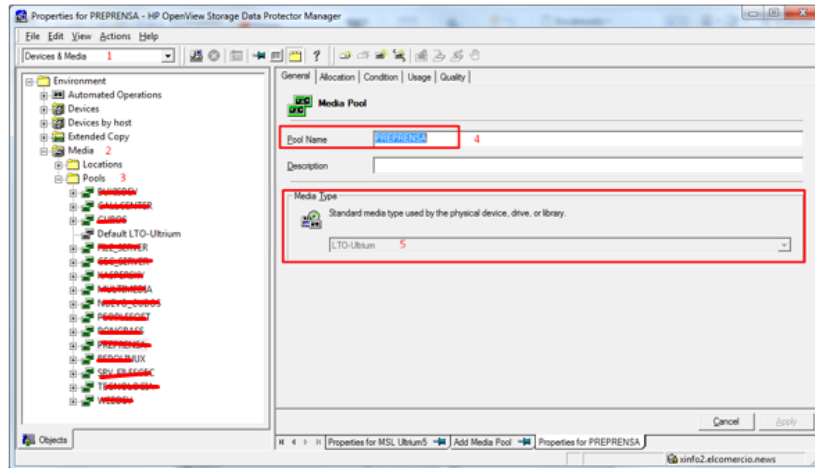 Properties for PREPRENSA - HP OpenView Storage Data Protector Manager
File Edit View Actions Help
Devices & Media 1
Environment
Automated Operations
Devices
Devices by host
Extended Copy
Media 2
Locations
Pools 3
Default LTO-Ultrium
General Allocation Condition Usage Quality
Media Pool
Pool Name PREPRENSA 4
Description
Media Type
Standard media type used by the physical device, drive, or library.
LTO-Ultrium 5
Cancel Apply
Objects
Properties for MSL Ultrium5 Add Media Pool Properties for PREPRENSA
xinfo2.elcomercio.news